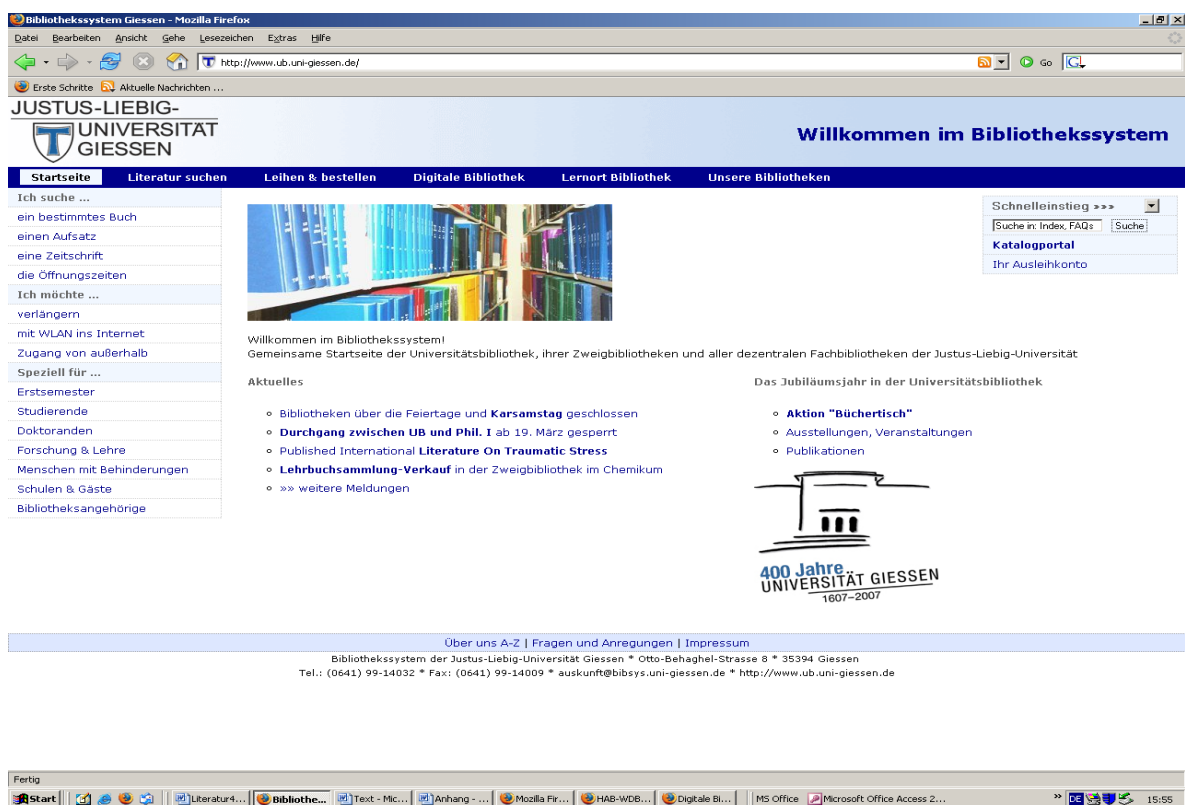 Bibliothekssystem Giessen - Mozilla Firefox
Datei Bearbeiten Ansicht Gehe Lesezeichen Extras Hilfe
http://www.ub.uni-giessen.de/
Go
Erste Schritte Aktuelle Nachrichten ...
JUSTUS-LIEBIG-
UNIVERSITÄT
GIESSEN
Willkommen im Bibliothekssystem
Startseite Literatur suchen Leihen & bestellen Digitale Bibliothek Lernort Bibliothek Unsere Bibliotheken
Ich suche ...
ein bestimmtes Buch
einen Aufsatz
eine Zeitschrift
die Öffnungszeiten
Ich möchte ...
verlängern
mit WLAN ins Internet
Zugang von außerhalb
Speziell für ...
Erstsemester
Studierende
Doktoranden
Forschung & Lehre
Menschen mit Behinderungen
Schulen & Gäste
Bibliotheksangehörige
Schnelleinstieg »»»
Suche in: Index, FAQs Suche
Katalogportal
Ihr Ausleihkonto
Willkommen im Bibliothekssystem!
Gemeinsame Startseite der Universitätsbibliothek, ihrer Zweigbibliotheken und aller dezentralen Fachbibliotheken der Justus-Liebig-Universität
Aktuelles
Bibliotheken über die Feiertage und Karsamstag geschlossen
Durchgang zwischen UB und Phil. I ab 19. März gesperrt
Published International Literature On Traumatic Stress
Lehrbuchsammlung-Verkauf in der Zweigbibliothek im Chemikum
»» weitere Meldungen
Das Jubiläumsjahr in der Universitätsbibliothek
Aktion "Büchertisch"
Ausstellungen, Veranstaltungen
Publikationen
400 Jahre
UNIVERSITÄT GIESSEN
1607–2007
Über uns A-Z | Fragen und Anregungen | Impressum
Bibliothekssystem der Justus-Liebig-Universität Giessen * Otto-Behaghel-Strasse 8 * 35394 Giessen
Tel.: (0641) 99-14032 * Fax: (0641) 99-14009 * auskunft@bibsys.uni-giessen.de * http://www.ub.uni-giessen.de
Fertig
Start Literatur4... Bibliothe... Text - Mic... Anhang - ... Mozilla Fir... HAB-WDB... Digitale Bi... MS Office Microsoft Office Access 2... » DE 15:55